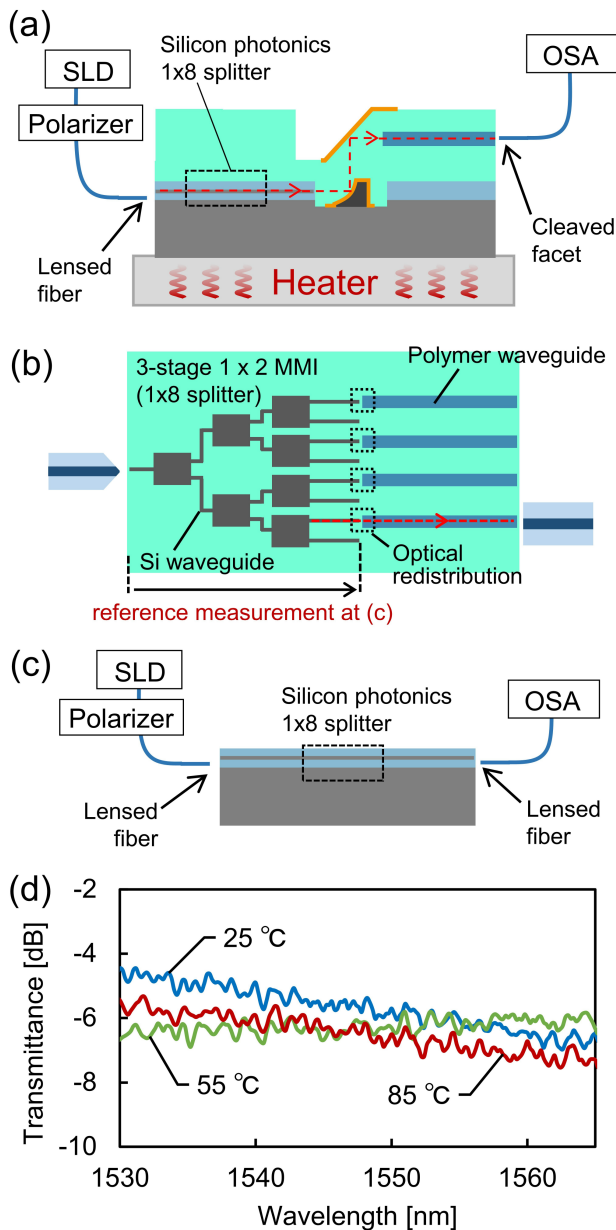 (a)
Silicon photonics
1x8 splitter
SLD
OSA
Polarizer
Lensed
fiber
Cleaved
facet
Heater
(b)
3-stage 1 x 2 MMI
(1x8 splitter)
Polymer waveguide
Si waveguide
Optical
redistribution
reference measurement at (c)
(c)
SLD
Polarizer
Silicon photonics
1x8 splitter
OSA
Lensed
fiber
Lensed
fiber
(d)
Transmittance [dB]
-2
-4
-6
-8
-10
25 °C
55 °C
85 °C
1530
1540
1550
1560
Wavelength [nm]